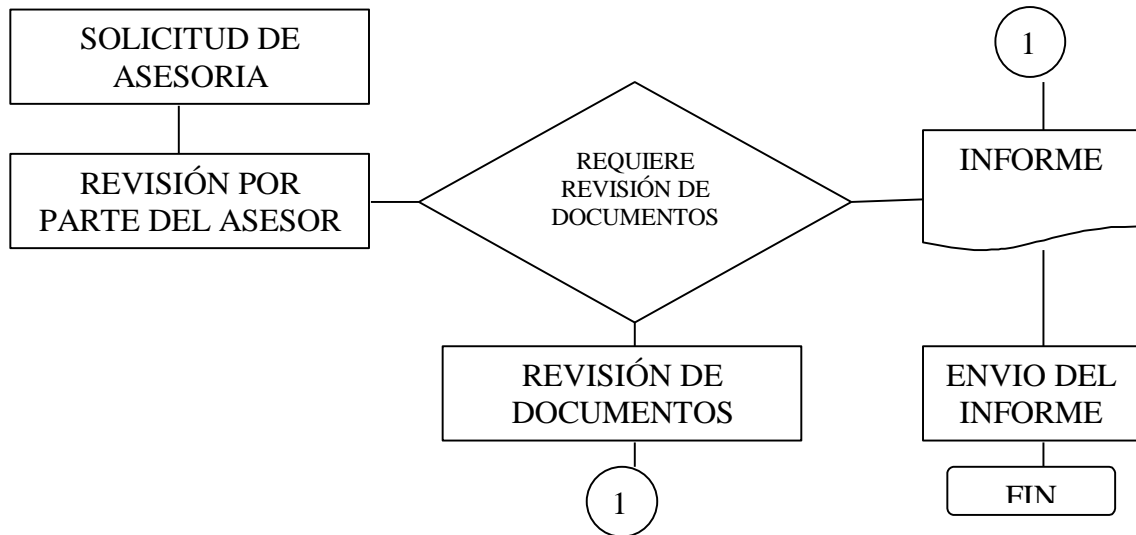 SOLICITUD DE
ASESORIA
REVISIÓN POR
PARTE DEL ASESOR
REQUIERE
REVISIÓN DE
DOCUMENTOS
REVISIÓN DE
DOCUMENTOS
1
1
INFORME
ENVIO DEL
INFORME
FIN